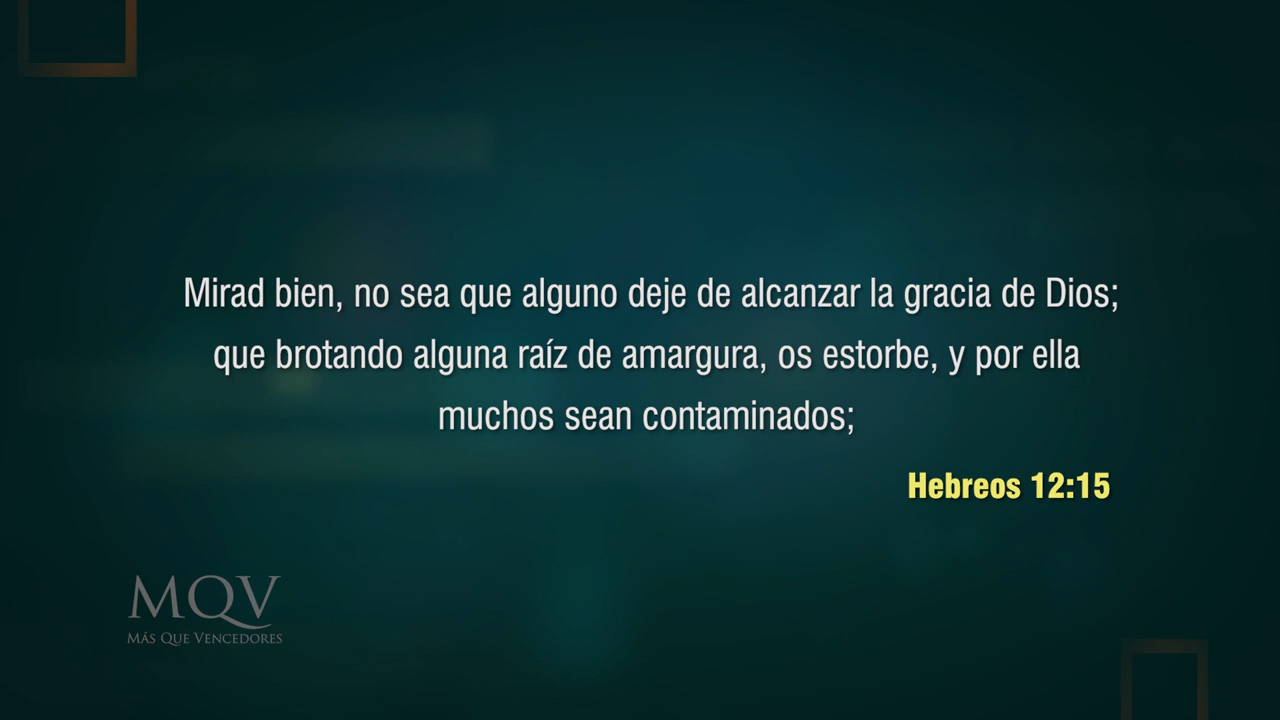 Mirad bien, no sea que alguno deje de alcanzar la gracia de Dios;
que brotando alguna raíz de amargura, os estorbe, y por ella
muchos sean contaminados;
Hebreos 12:15
MQV
MÁS QUE VENCEDORES